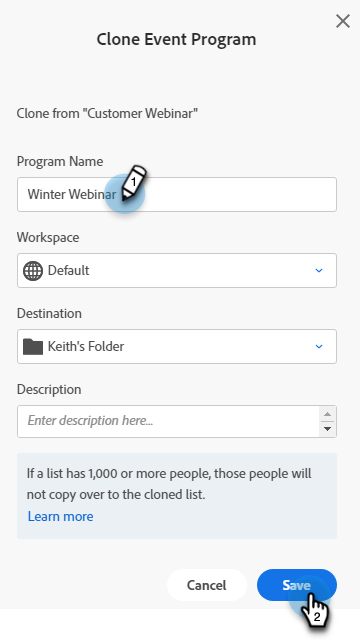 Clone Event Program
Clone from "Customer Webinar"
Program Name
Winter Webinar
1
Workspace
Default
Destination
Keith's Folder
Description
Enter description here...
If a list has 1,000 or more people, those people will
not copy over to the cloned list.
Learn more
Cancel
Save
2